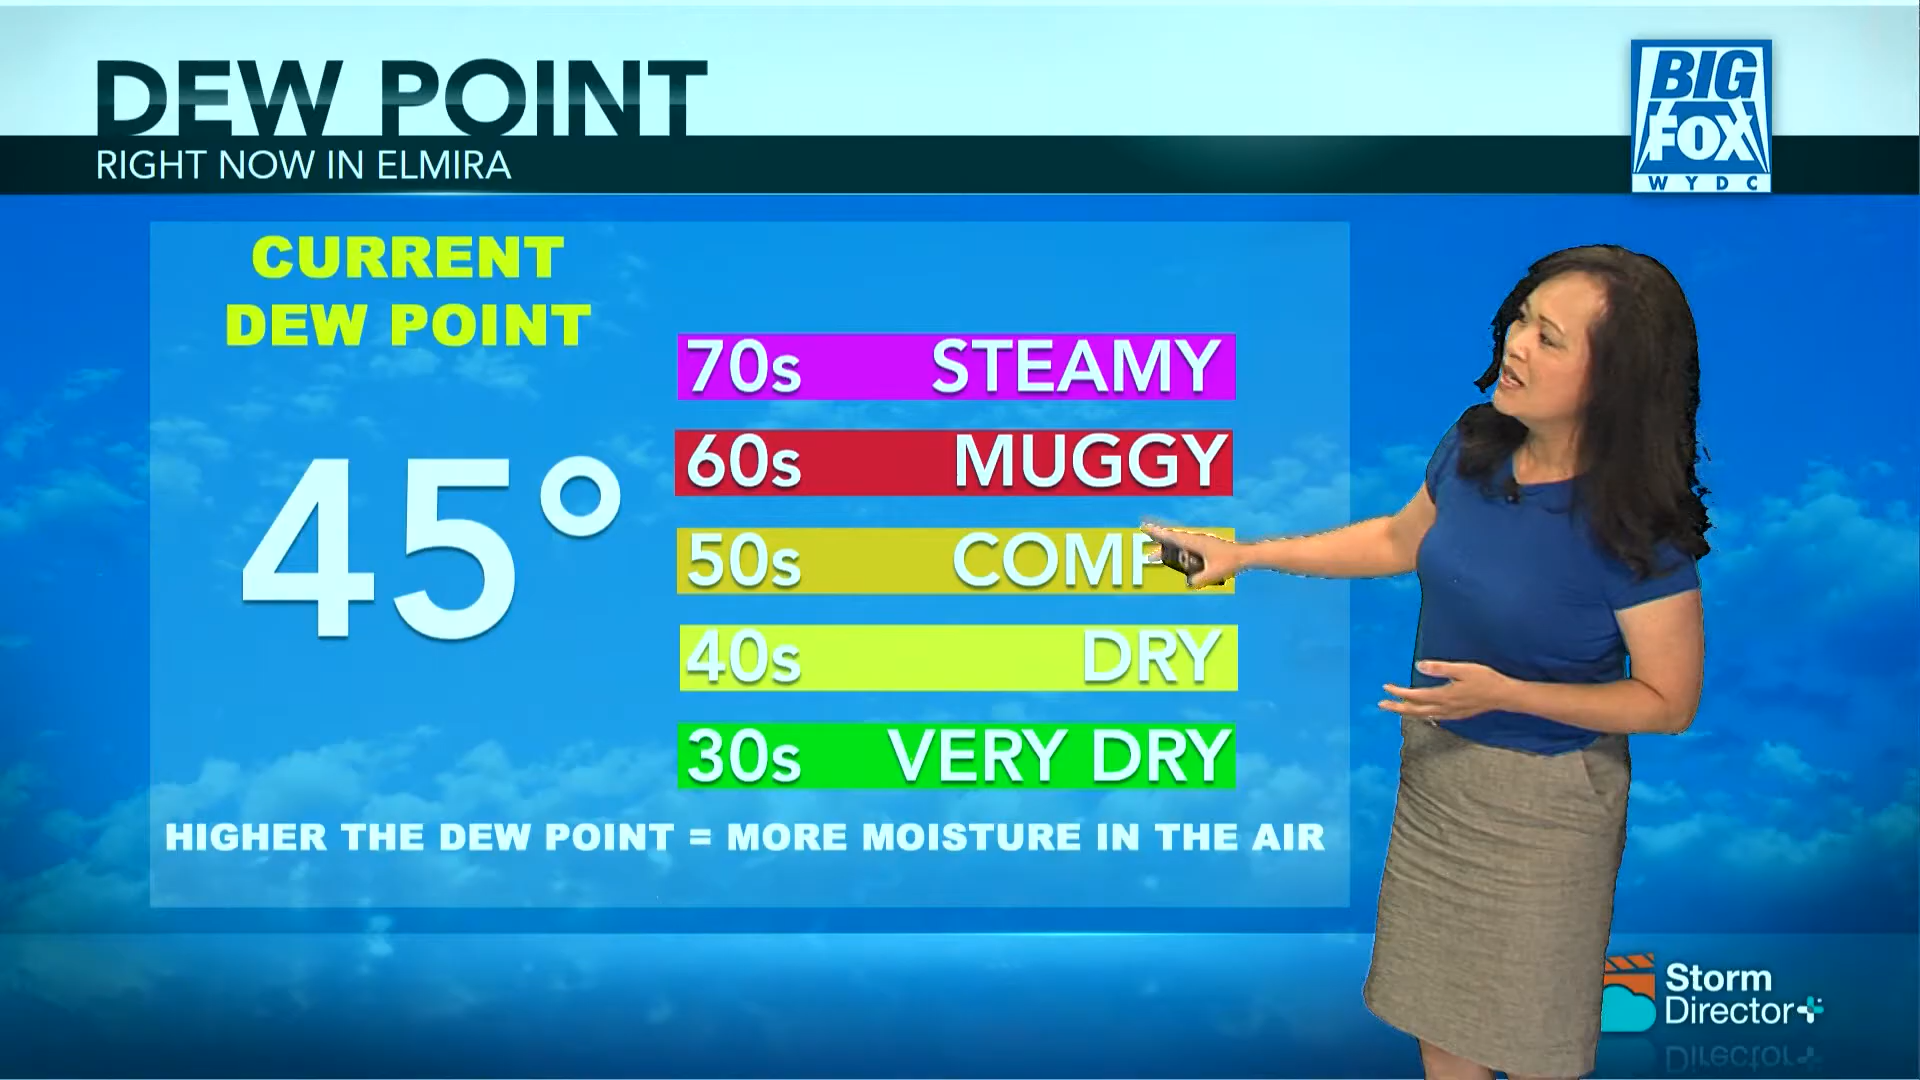 DEW POINT
RIGHT NOW IN ELMIRA
BIG
FOX
WYDC
CURRENT
DEW POINT
45°
70s STEAMY
60s MUGGY
50s
40s DRY
30s VERY DRY
HIGHER THE DEW POINT = MORE MOISTURE IN THE AIR
Storm
Director+